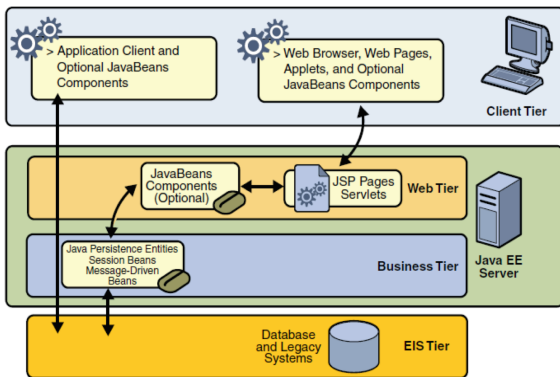 > Application Client and
Optional JavaBeans
Components
> Web Browser, Web Pages,
Applets, and Optional
JavaBeans Components
Client Tier
JavaBeans
Components
(Optional)
JSP Pages
Servlets
Web Tier
Java Persistence Entities
Session Beans
Message-Driven
Beans
Business Tier
Java EE
Server
Database
and Legacy
Systems
EIS Tier